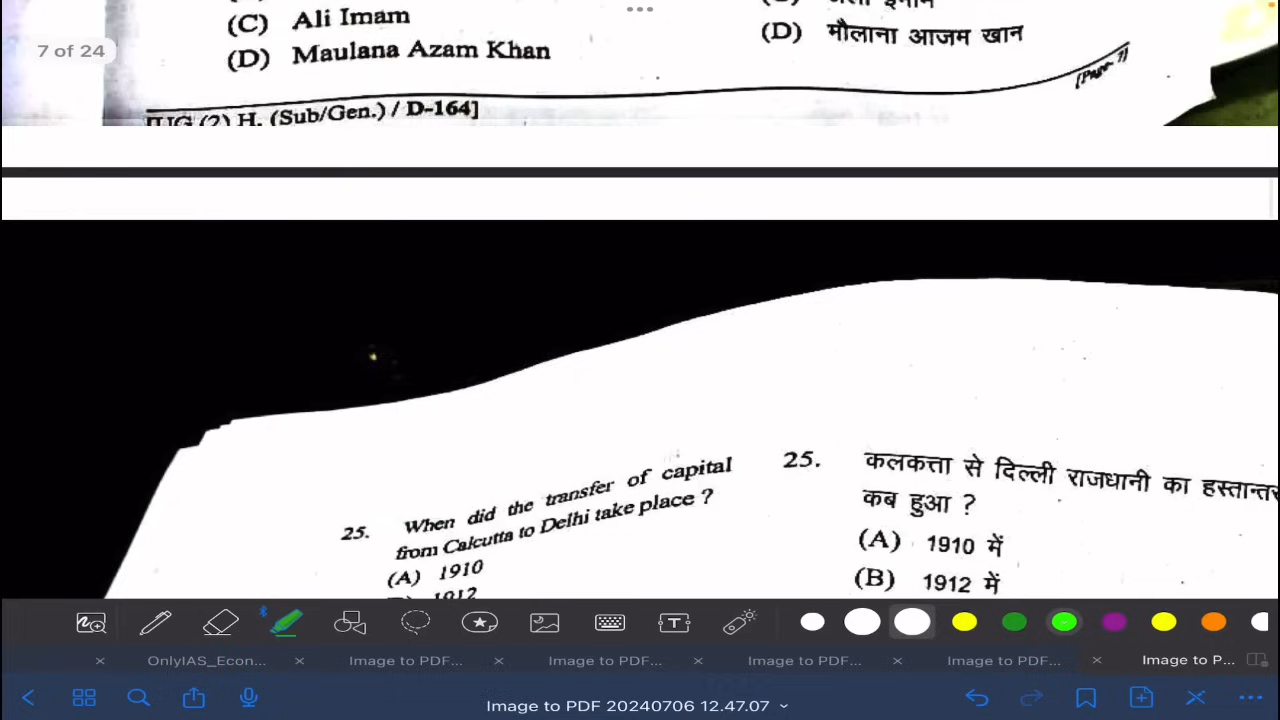 (C) Ali Imam
(D) Maulana Azam Khan
(D) मौलाना आजम खान
7 of 24
[Page-7]
H. (Sub/Gen.) / D-164]
25. When did the transfer of capital
from Calcutta to Delhi take place ?
(A) 1910
1912
25. कलकत्ता से दिल्ली राजधानी का
कब हुआ ?
(A) 1910 में
(B) 1912 में
OnlyIAS_Econ...
Image to PDF...
Image to PDF...
Image to PDF...
Image to PDF...
Image to P...
Image to PDF 20240706 12.47.07